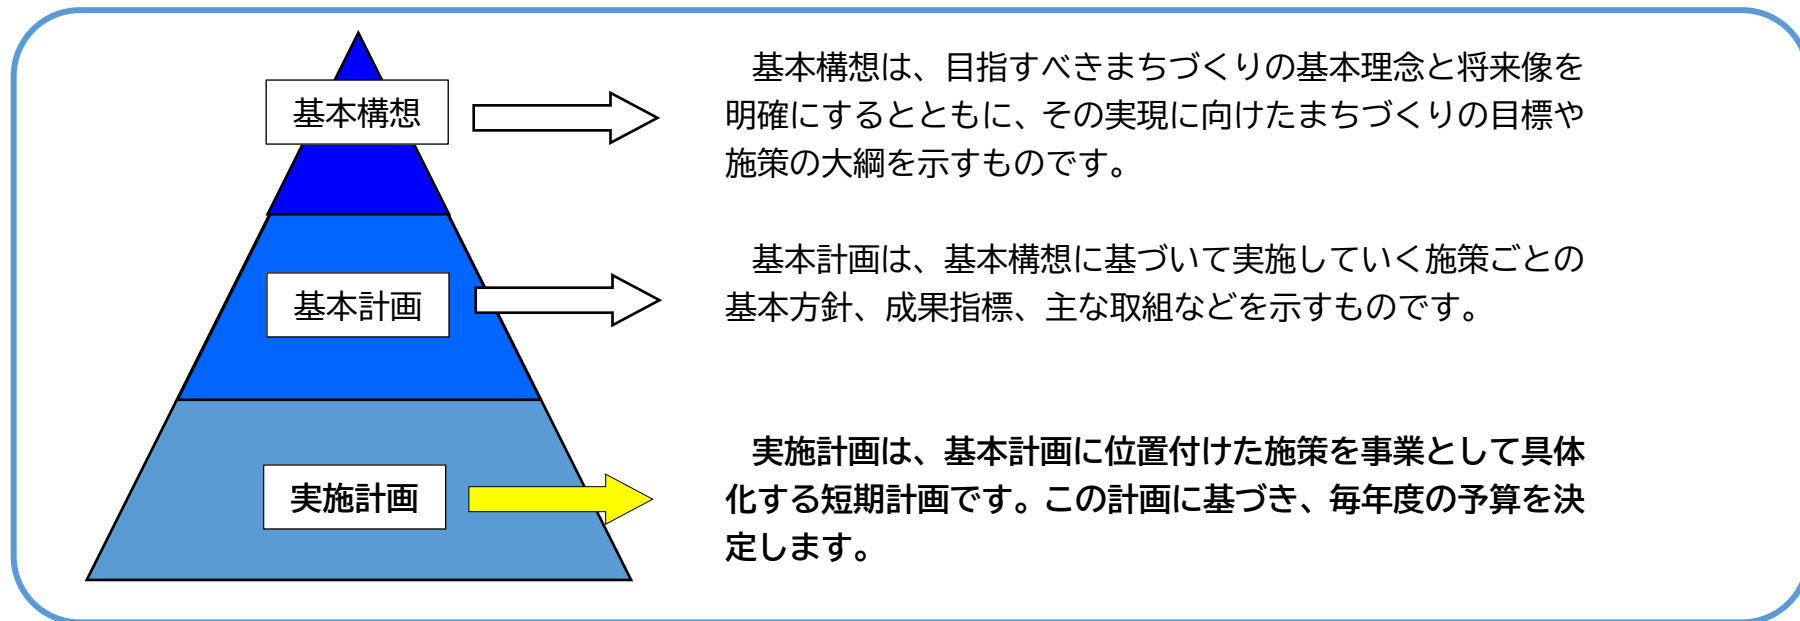 基本構想
基本構想は、目指すべきまちづくりの基本理念と将来像を
明確にするとともに、その実現に向けたまちづくりの目標や
施策の大綱を示すものです。
基本計画
基本計画は、基本構想に基づいて実施していく施策ごとの
基本方針、成果指標、主な取組などを示すものです。
実施計画
実施計画は、基本計画に位置付けた施策を事業として具体
化する短期計画です。この計画に基づき、毎年度の予算を決
定します。